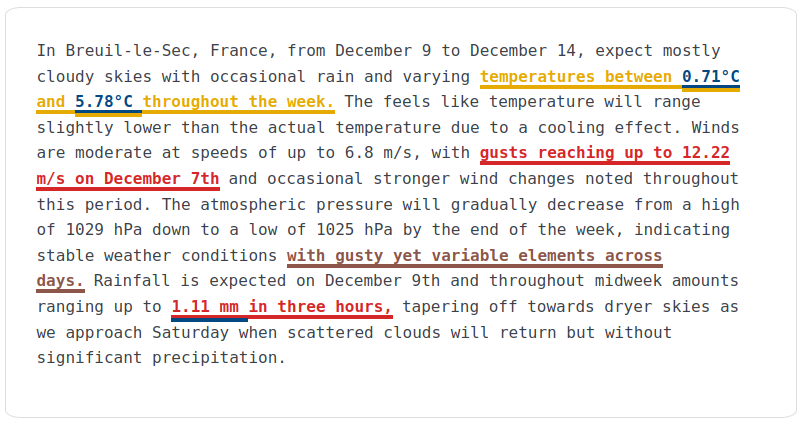 In Breuil-le-Sec, France, from December 9 to December 14, expect mostly
cloudy skies with occasional rain and varying temperatures between 0.71°C
and 5.78°C throughout the week. The feels like temperature will range
slightly lower than the actual temperature due to a cooling effect. Winds
are moderate at speeds of up to 6.8 m/s, with gusts reaching up to 12.22
m/s on December 7th and occasional stronger wind changes noted throughout
this period. The atmospheric pressure will gradually decrease from a high
of 1029 hPa down to a low of 1025 hPa by the end of the week, indicating
stable weather conditions with gusty yet variable elements across
days. Rainfall is expected on December 9th and throughout midweek amounts
ranging up to 1.11 mm in three hours, tapering off towards dryer skies as
we approach Saturday when scattered clouds will return but without
significant precipitation.